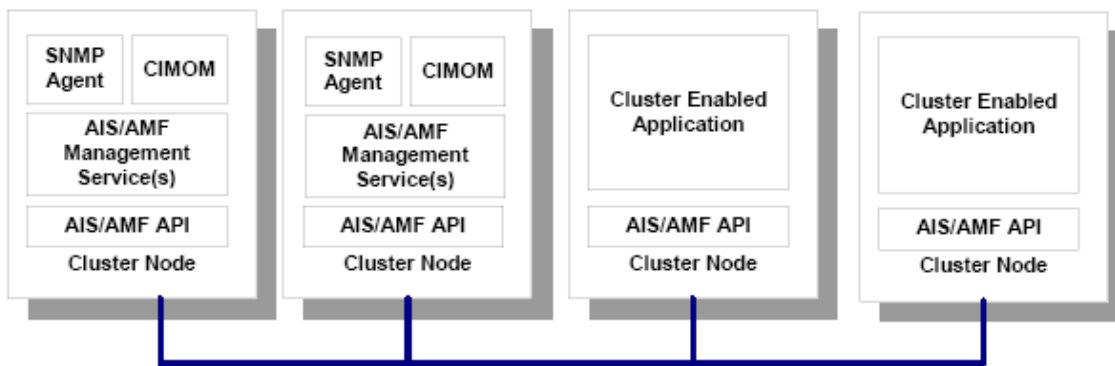 SNMP
Agent
CIMOM
AIS/AMF
Management
Service(s)
AIS/AMF API
Cluster Node
SNMP
Agent
CIMOM
AIS/AMF
Management
Service(s)
AIS/AMF API
Cluster Node
Cluster Enabled
Application
AIS/AMF API
Cluster Node
Cluster Enabled
Application
AIS/AMF API
Cluster Node